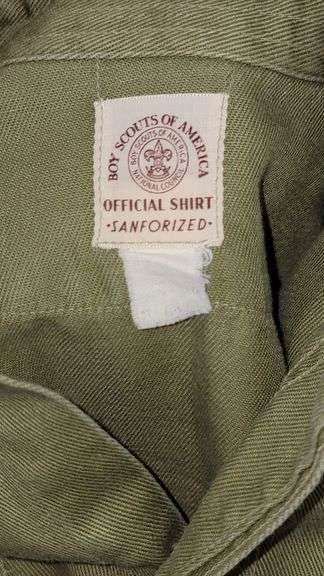 BOY SCOUTS OF AMERICA
BOY SCOUTS OF AMERICA
NATIONAL COUNCIL
OFFICIAL SHIRT
·SANFORIZED·